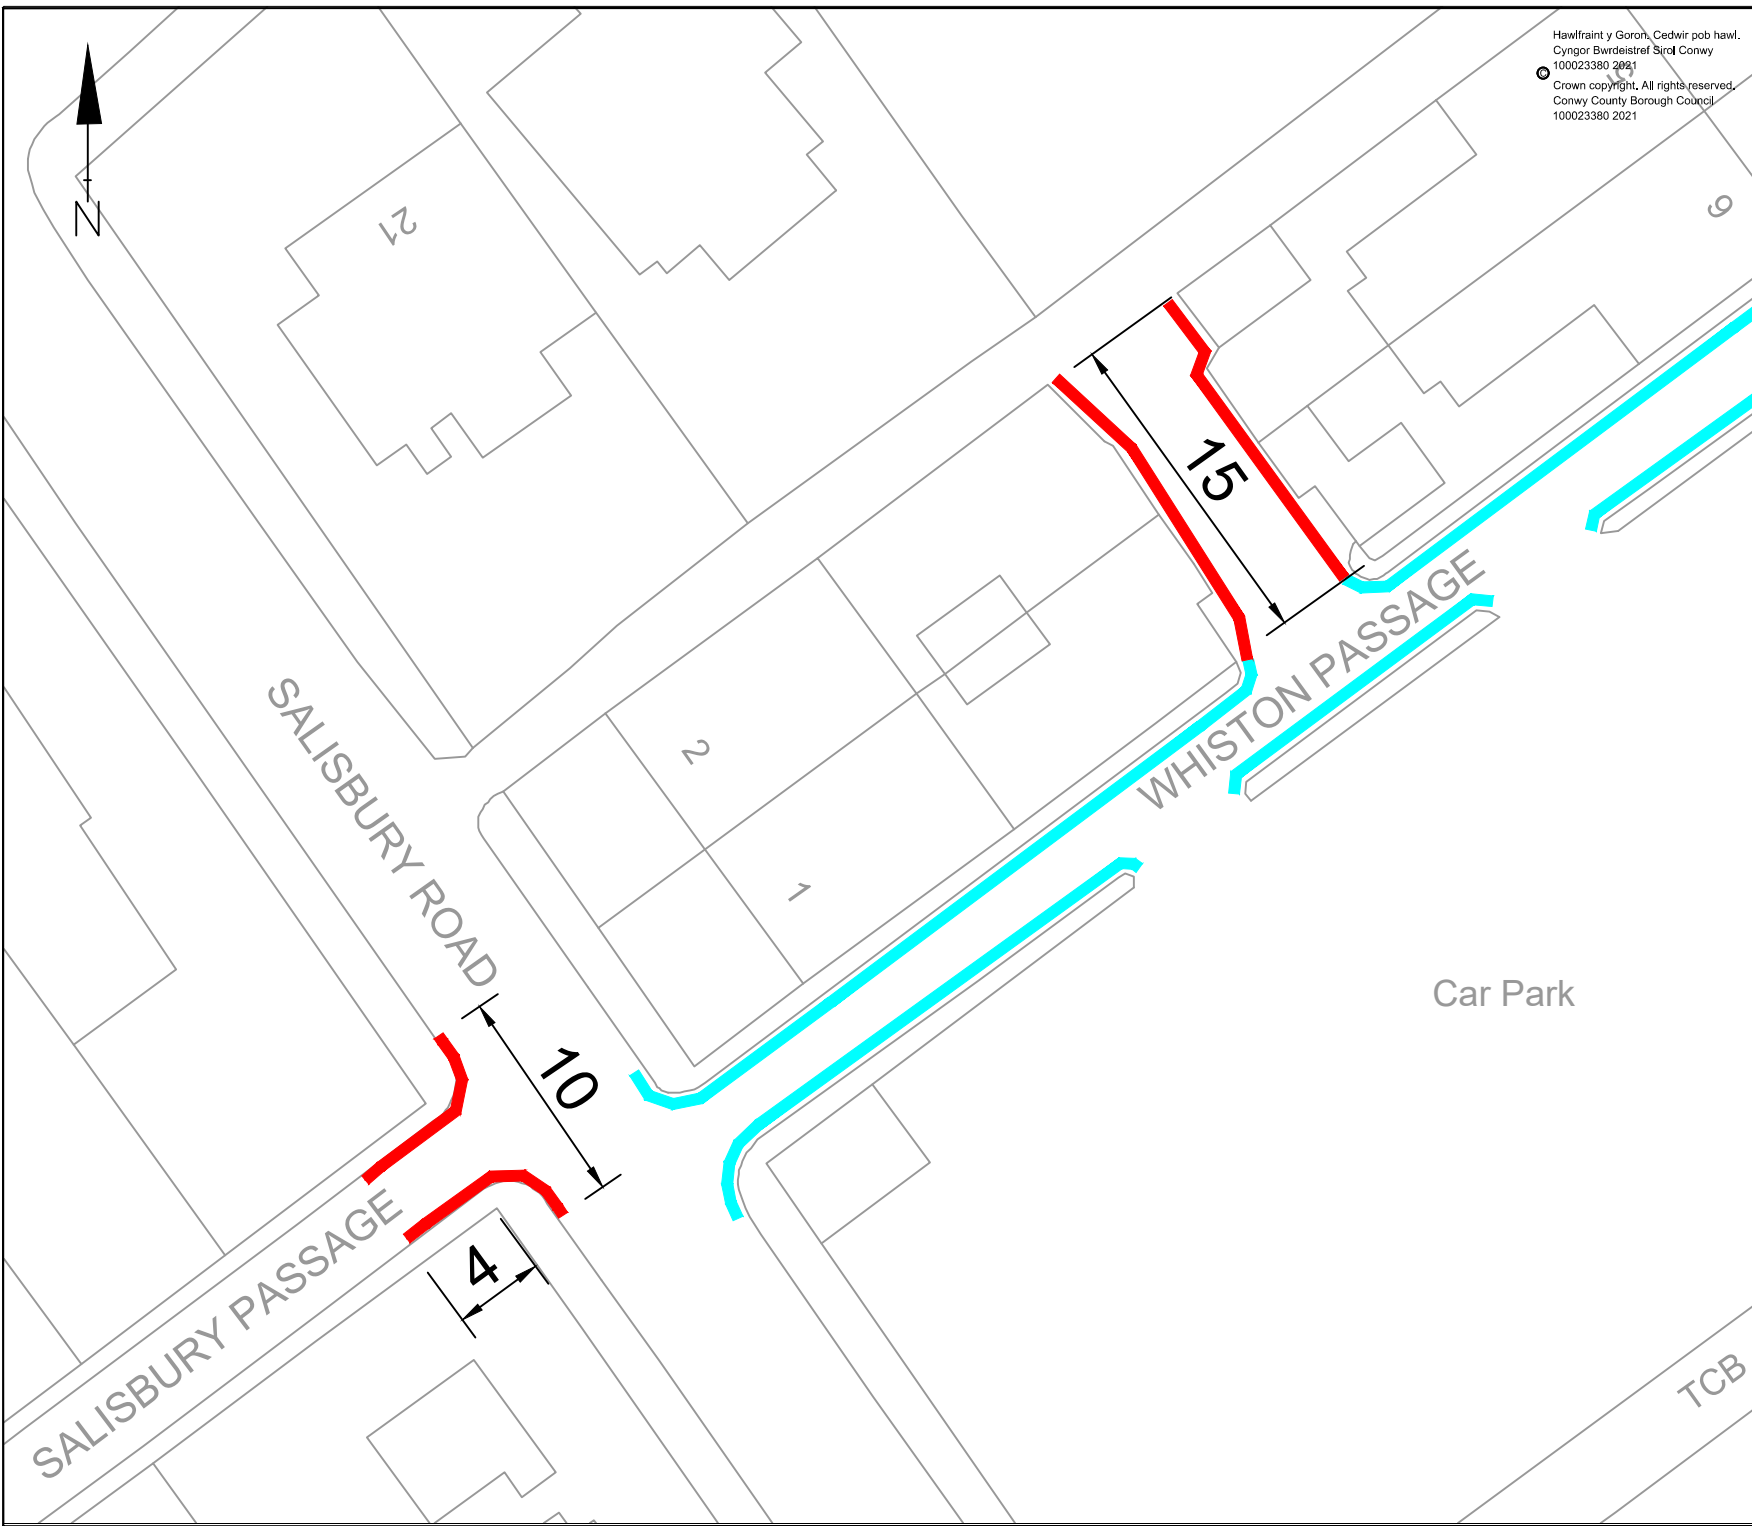 Hawlfraint y Goron. Cedwir pob hawl.
Cyngor Bwrdeistref Sirol Conwy
100023380 2021
© Crown copyright. All rights reserved.
Conwy County Borough Council
100023380 2021
N
21
5
9
15
WHISTON PASSAGE
SALISBURY ROAD
2
1
Car Park
10
4
SALISBURY PASSAGE
TCB